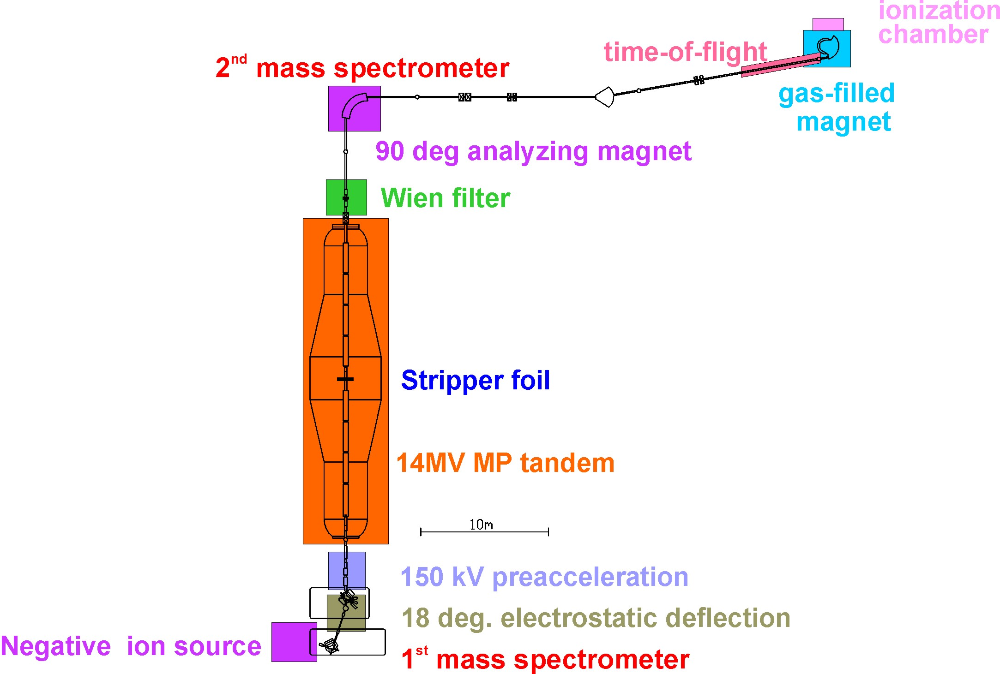 ionization
chamber
time-of-flight
2nd mass spectrometer
gas-filled
magnet
90 deg analyzing magnet
Wien filter
Stripper foil
14MV MP tandem
10m
150 kV preacceleration
18 deg. electrostatic deflection
Negative ion source
1st mass spectrometer